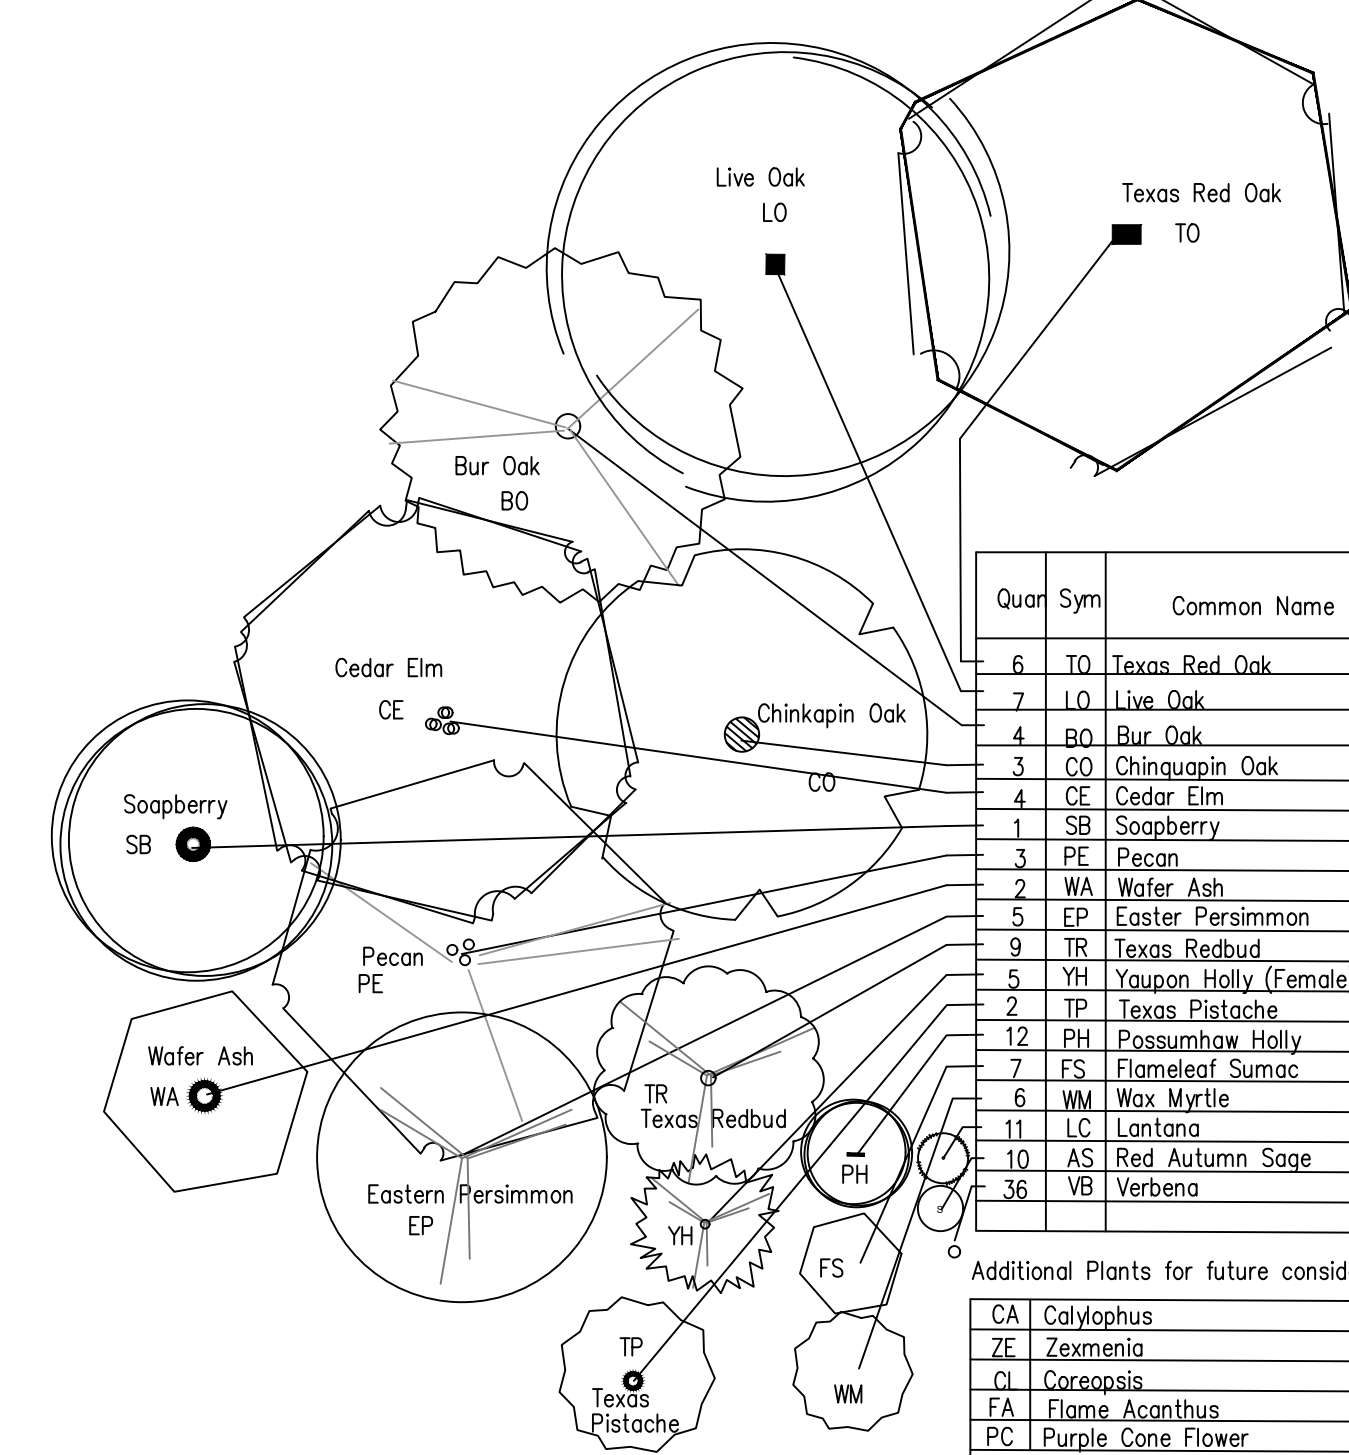 Live Oak
LO
Texas Red Oak
TO
Bur Oak
BO
Cedar Elm
CE
Chinkapin Oak
CO
Soapberry
SB
Pecan
PE
Wafer Ash
WA
TR
Texas Redbud
PH
Eastern Persimmon
EP
YH
FS
S
TP
Texas
Pistache
WM
Quan Sym Common Name
6 TO Texas Red Oak
7 LO Live Oak
4 BO Bur Oak
3 CO Chinquapin Oak
4 CE Cedar Elm
1 SB Soapberry
3 PE Pecan
2 WA Wafer Ash
5 EP Easter Persimmon
9 TR Texas Redbud
5 YH Yaupon Holly (Female
2 TP Texas Pistache
12 PH Possumhaw Holly
7 FS Flameleaf Sumac
6 WM Wax Myrtle
11 LC Lantana
10 AS Red Autumn Sage
36 VB Verbena
Additional Plants for future consid
CA Calylophus
ZE Zexmenia
CL Coreopsis
FA Flame Acanthus
PC Purple Cone Flower